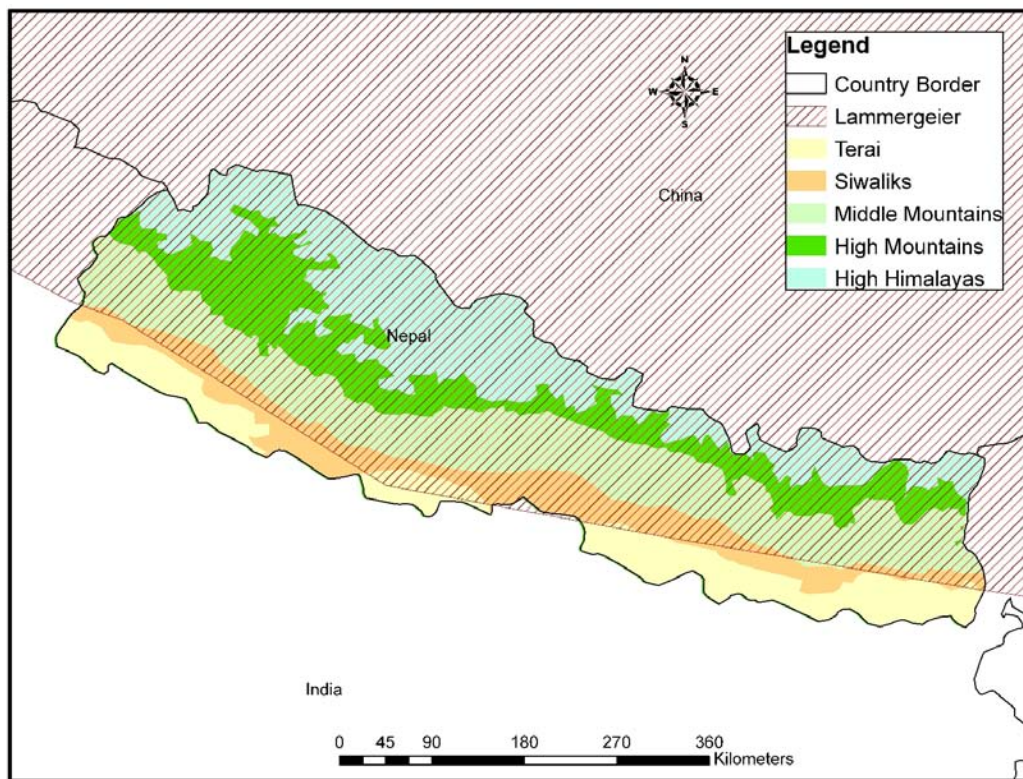 Legend
N
W E
S
Country Border
Lammergeier
Terai
China
Siwaliks
Middle Mountains
High Mountains
High Himalayas
Nepal
India
0 45 90 180 270 360
Kilometers